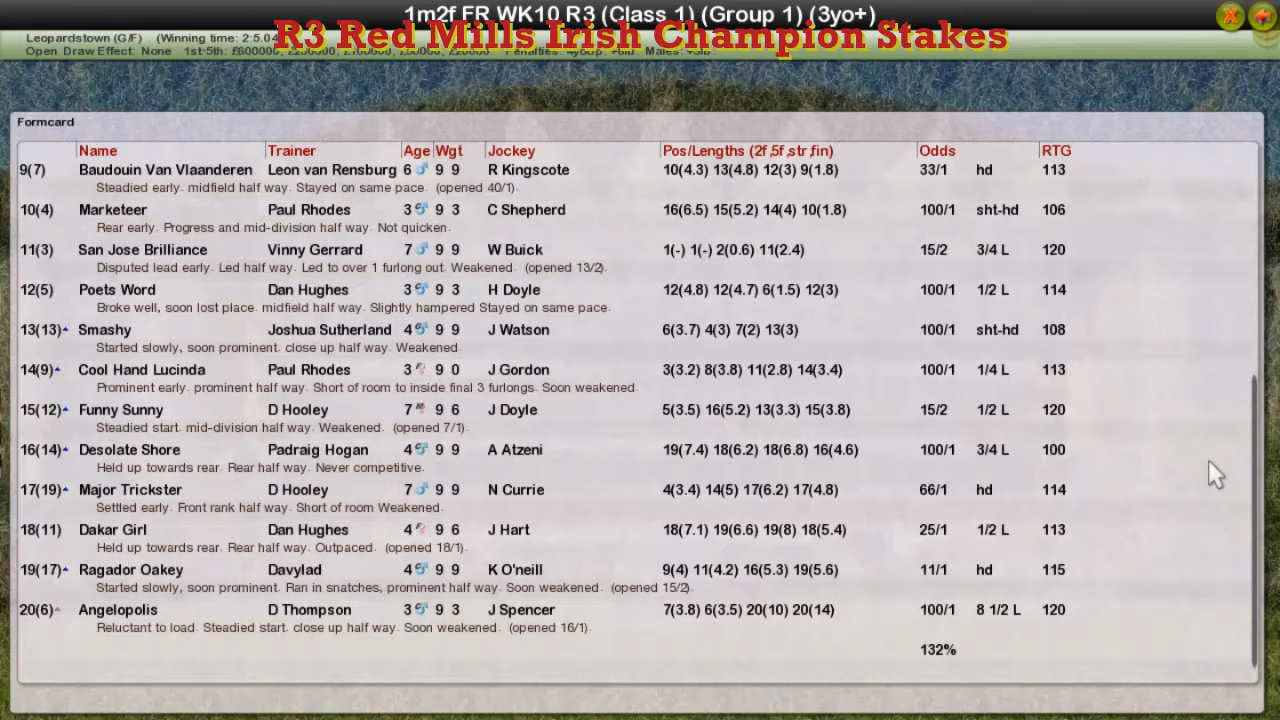 1m2f FR WK10 R3 (Class 1) (Group 1) (3yo+)
R3 Red Mills Irish Champion Stakes
Leopardstown (G/F) (Winning time: 2:5.04
Open Draw Effect: None 1st-5th: £600000,
Formcard
Name Trainer Age Wgt Jockey Pos/Lengths (2f,5f,str,fin) Odds RTG
9(7) Baudouin Van Vlaanderen Leon van Rensburg 6 9 9 R Kingscote 10(4.3) 13(4.8) 12(3) 9(1.8) 33/1 hd 113
Steadied early. midfield half way. Stayed on same pace. (opened 40/1).
10(4) Marketeer Paul Rhodes 3 9 3 C Shepherd 16(6.5) 15(5.2) 14(4) 10(1.8) 100/1 sht-hd 106
Rear early. Progress and mid-division half way. Not quicken.
11(3) San Jose Brilliance Vinny Gerrard 7 9 9 W Buick 1(-) 1(-) 2(0.6) 11(2.4) 15/2 3/4 L 120
Disputed lead early. Led half way. Led to over 1 furlong out. Weakened. (opened 13/2).
12(5) Poets Word Dan Hughes 3 9 3 H Doyle 12(4.8) 12(4.7) 6(1.5) 12(3) 100/1 1/2 L 114
Broke well, soon lost place. midfield half way. Slightly hampered Stayed on same pace.
13(13) Smashy Joshua Sutherland 4 9 9 J Watson 6(3.7) 4(3) 7(2) 13(3) 100/1 sht-hd 108
Started slowly, soon prominent. close up half way. Weakened.
14(9) Cool Hand Lucinda Paul Rhodes 3 9 0 J Gordon 3(3.2) 8(3.8) 11(2.8) 14(3.4) 100/1 1/4 L 113
Prominent early. prominent half way. Short of room to inside final 3 furlongs. Soon weakened.
15(12) Funny Sunny D Hooley 7 9 6 J Doyle 5(3.5) 16(5.2) 13(3.3) 15(3.8) 15/2 1/2 L 120
Steadied start. mid-division half way. Weakened. (opened 7/1).
16(14) Desolate Shore Padraig Hogan 4 9 9 A Atzeni 19(7.4) 18(6.2) 18(6.8) 16(4.6) 100/1 3/4 L 100
Held up towards rear. Rear half way. Never competitive.
17(19) Major Trickster D Hooley 7 9 9 N Currie 4(3.4) 14(5) 17(6.2) 17(4.8) 66/1 hd 114
Settled early. Front rank half way. Short of room Weakened.
18(11) Dakar Girl Dan Hughes 4 9 6 J Hart 18(7.1) 19(6.6) 19(8) 18(5.4) 25/1 1/2 L 113
Held up towards rear. Rear half way. Outpaced. (opened 18/1).
19(17) Ragador Oakey Davylad 4 9 9 K O'neill 9(4) 11(4.2) 16(5.3) 19(5.6) 11/1 hd 115
Started slowly, soon prominent. Ran in snatches, prominent half way. Soon weakened. (opened 15/2).
20(6) Angelopolis D Thompson 3 9 3 J Spencer 7(3.8) 6(3.5) 20(10) 20(14) 100/1 8 1/2 L 120
Reluctant to load. Steadied start. close up half way. Soon weakened. (opened 16/1).
132%